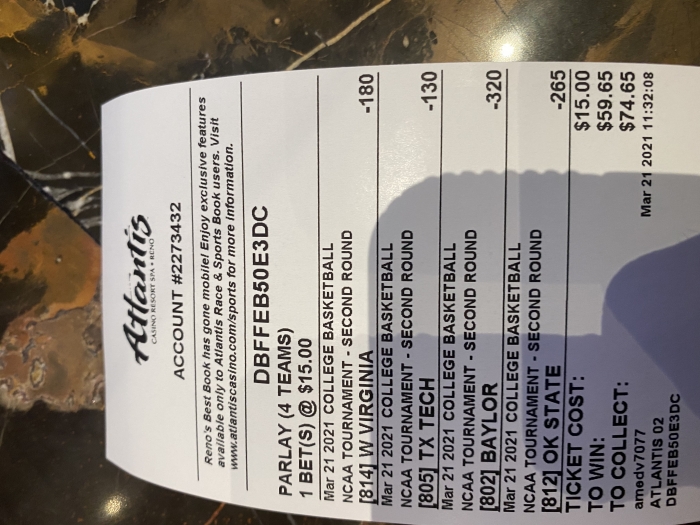 Atlantis
CASINO RESORT SPA • RENO
ACCOUNT #2273432
Reno's Best Book has gone mobile! Enjoy exclusive features
available only to Atlantis Race & Sports Book users. Visit
www.atlantiscasino.com/sports for more information.
DBFFEB50E3DC
PARLAY (4 TEAMS)
1 BET(S) @ $15.00
Mar 21 2021 COLLEGE BASKETBALL
NCAA TOURNAMENT - SECOND ROUND
[814] W VIRGINIA -180
Mar 21 2021 COLLEGE BASKETBALL
NCAA TOURNAMENT - SECOND ROUND
[805] TX TECH -130
Mar 21 2021 COLLEGE BASKETBALL
NCAA TOURNAMENT - SECOND ROUND
[802] BAYLOR -320
Mar 21 2021 COLLEGE BASKETBALL
NCAA TOURNAMENT - SECOND ROUND
[812] OK STATE -265
TICKET COST: $15.00
TO WIN: $59.65
TO COLLECT: $74.65
amedv7077 Mar 21 2021 11:32:08
ATLANTIS 02
DBFFEB50E3DC